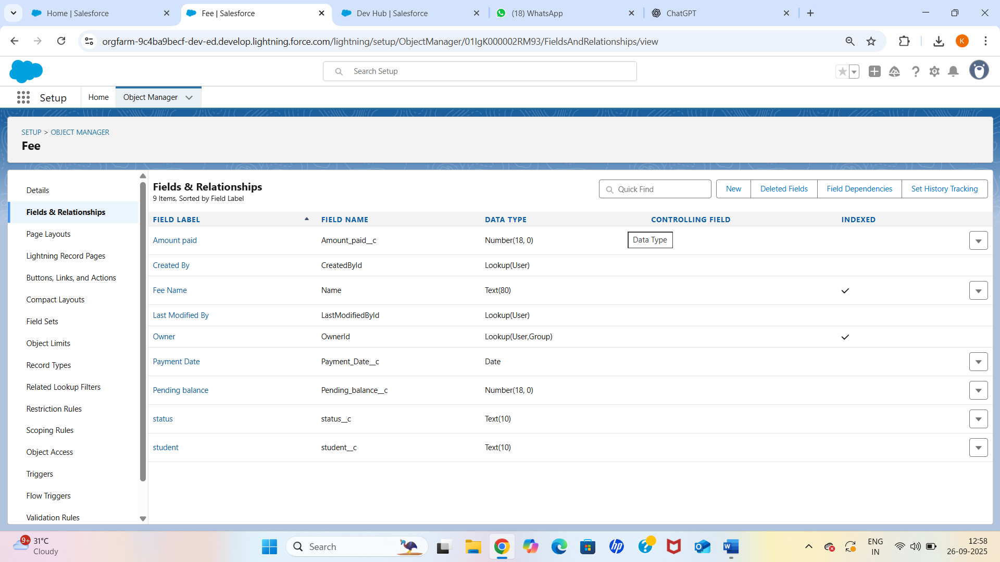 Home | Salesforce
Fee | Salesforce
Dev Hub | Salesforce
(18) WhatsApp
ChatGPT
orgfarm-9c4ba9becf-dev-ed.develop.lightning.force.com/lightning/setup/ObjectManager/01IgK000002RM93/FieldsAndRelationships/view
K
Search Setup
Setup
Home
Object Manager
SETUP > OBJECT MANAGER
Fee
Details
Fields & Relationships
Page Layouts
Lightning Record Pages
Buttons, Links, and Actions
Compact Layouts
Field Sets
Object Limits
Record Types
Related Lookup Filters
Restriction Rules
Scoping Rules
Object Access
Triggers
Flow Triggers
Validation Rules
Fields & Relationships
9 Items, Sorted by Field Label
Quick Find
New
Deleted Fields
Field Dependencies
Set History Tracking
FIELD LABEL FIELD NAME DATA TYPE CONTROLLING FIELD INDEXED
Amount paid Amount_paid__c Number(18, 0) Data Type
Created By CreatedById Lookup(User)
Fee Name Name Text(80)
Last Modified By LastModifiedById Lookup(User)
Owner OwnerId Lookup(User,Group)
Payment Date Payment_Date__c Date
Pending balance Pending_balance__c Number(18, 0)
status status__c Text(10)
student student__c Text(10)
9+
31°C
Cloudy
Search
hp
ENG
IN
12:58
26-09-2025